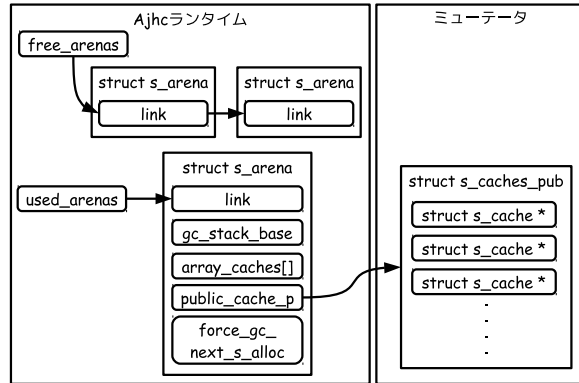 Ajhcランタイム
free_arenas
struct s_arena
link
struct s_arena
link
struct s_arena
used_arenas
link
gc_stack_base
array_caches[]
public_cache_p
force_gc_
next_s_alloc
ミューテータ
struct s_caches_pub
struct s_cache *
struct s_cache *
struct s_cache *